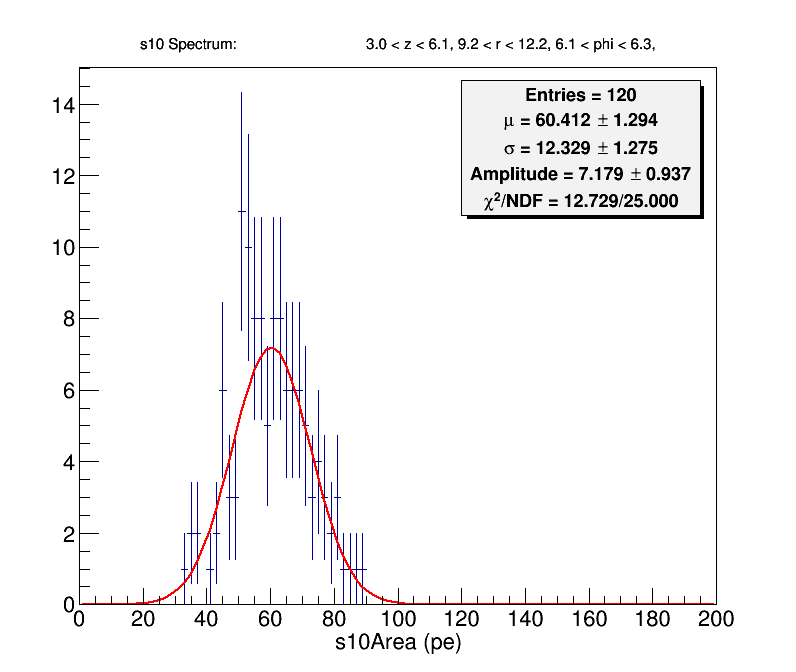 s10 Spectrum: 3.0 < z < 6.1, 9.2 < r < 12.2, 6.1 < phi < 6.3,
Entries = 120
μ = 60.412 ± 1.294
σ = 12.329 ± 1.275
Amplitude = 7.179 ± 0.937
χ²/NDF = 12.729/25.000
14
12
10
8
6
4
2
0
0 20 40 60 80 100 120 140 160 180 200
s10Area (pe)